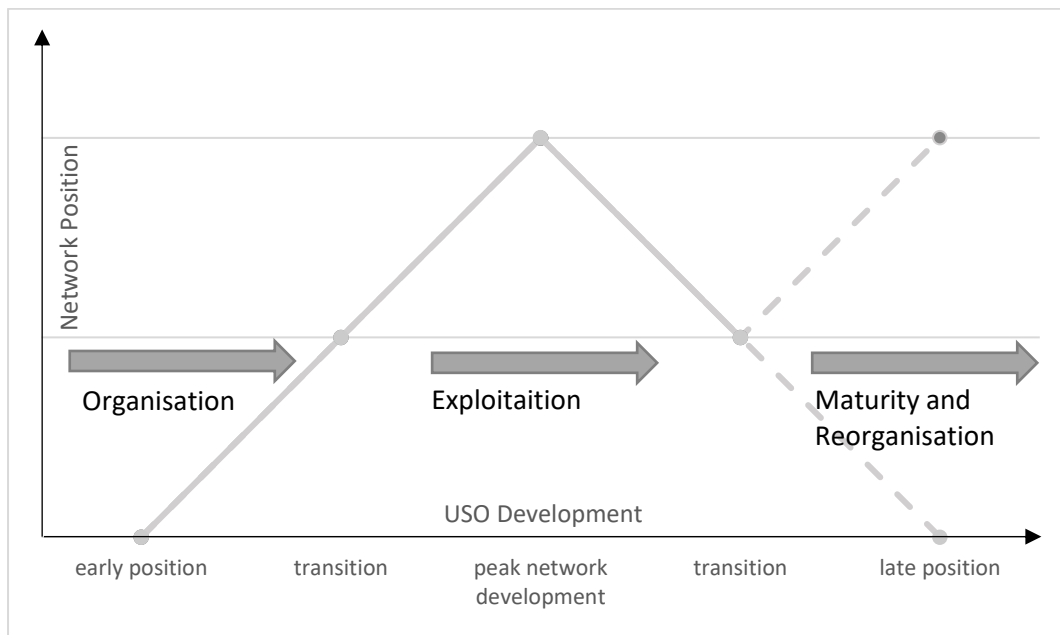 Network Position
Organisation
Exploitaition
Maturity and
Reorganisation
USO Development
early position
transition
peak network
development
transition
late position